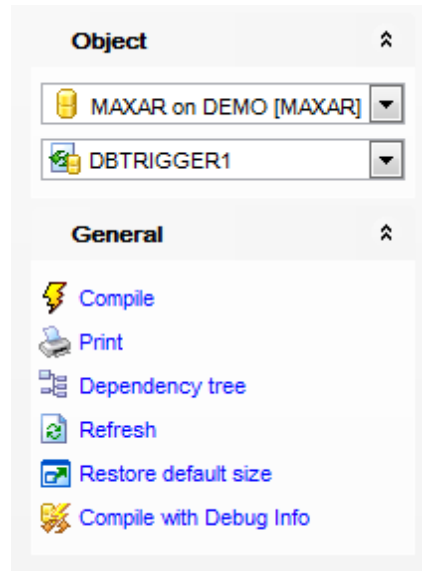 Object
MAXAR on DEMO [MAXAR]
DBTRIGGER1
General
Compile
Print
Dependency tree
Refresh
Restore default size
Compile with Debug Info